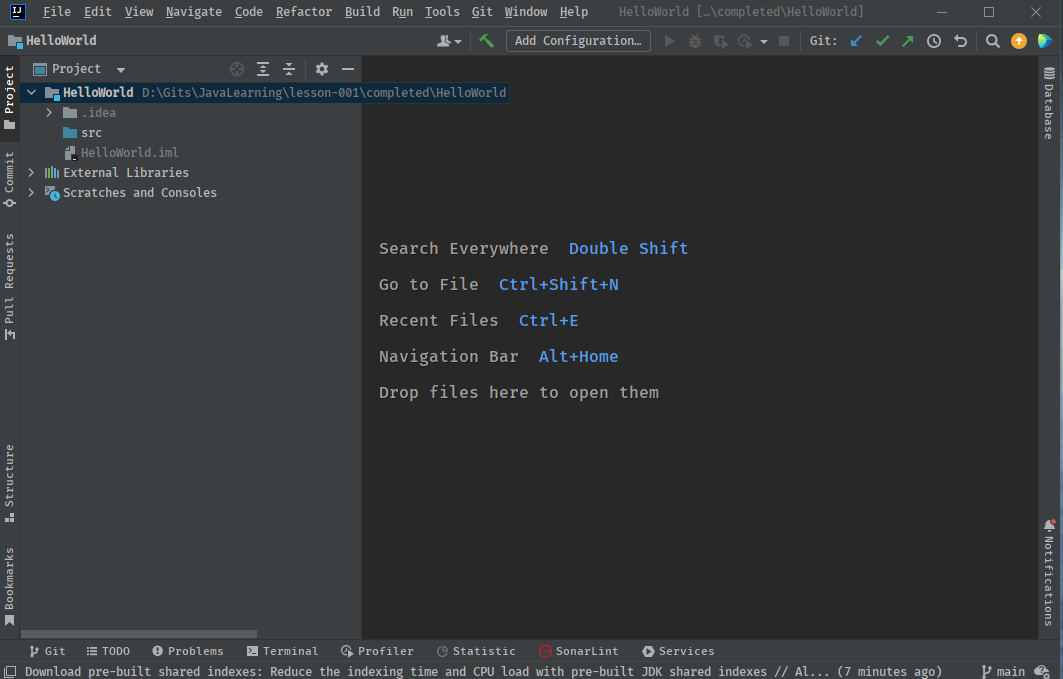 IJ File Edit View Navigate Code Refactor Build Run Tools Git Window Help HelloWorld […\completed\HelloWorld]
HelloWorld Add Configuration… Git:
Project
HelloWorld D:\Gits\JavaLearning\lesson-001\completed\HelloWorld
.idea
src
HelloWorld.iml
External Libraries
Scratches and Consoles
Project
Commit
Pull Requests
Structure
Bookmarks
Search Everywhere Double Shift
Go to File Ctrl+Shift+N
Recent Files Ctrl+E
Navigation Bar Alt+Home
Drop files here to open them
Database
Notifications
Git TODO Problems Terminal Profiler Statistic SonarLint Services
Download pre-built shared indexes: Reduce the indexing time and CPU load with pre-built JDK shared indexes // Al... (7 minutes ago) main